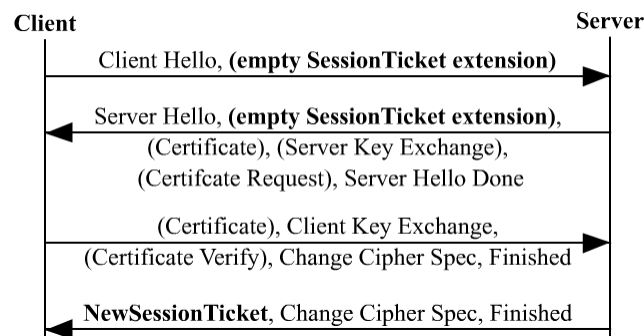 Client
Server
Client Hello, (empty SessionTicket extension)
Server Hello, (empty SessionTicket extension),
(Certificate), (Server Key Exchange),
(Certifcate Request), Server Hello Done
(Certificate), Client Key Exchange,
(Certificate Verify), Change Cipher Spec, Finished
NewSessionTicket, Change Cipher Spec, Finished